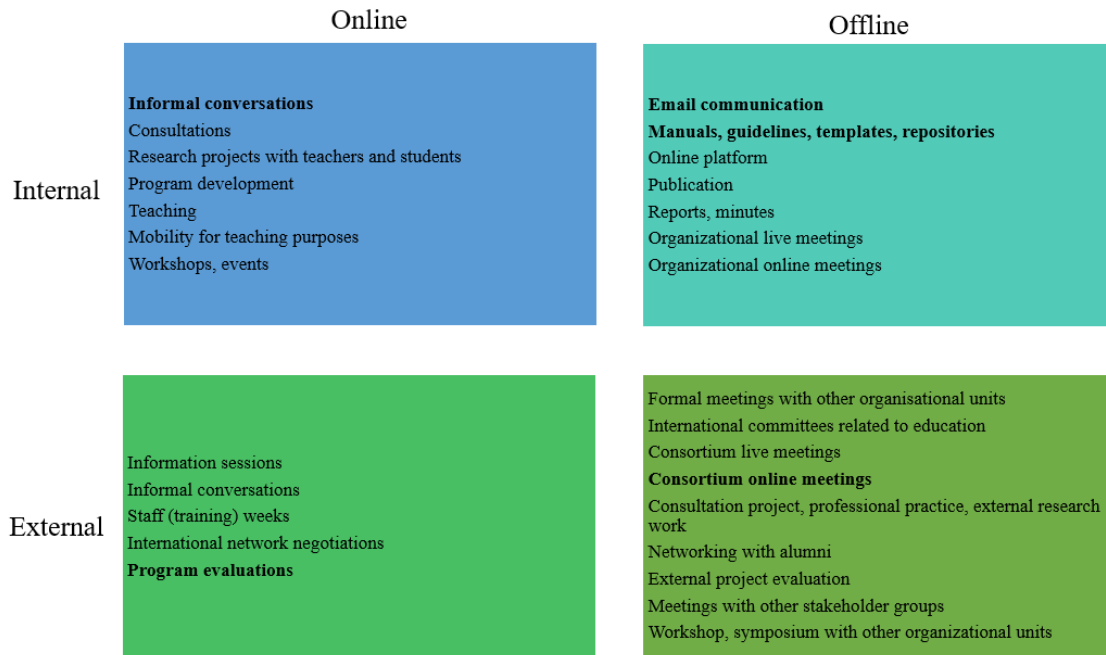 Online
Offline
Internal
Informal conversations
Consultations
Research projects with teachers and students
Program development
Teaching
Mobility for teaching purposes
Workshops, events
Email communication
Manuals, guidelines, templates, repositories
Online platform
Publication
Reports, minutes
Organizational live meetings
Organizational online meetings
External
Information sessions
Informal conversations
Staff (training) weeks
International network negotiations
Program evaluations
Formal meetings with other organisational units
International committees related to education
Consortium live meetings
Consortium online meetings
Consultation project, professional practice, external research
work
Networking with alumni
External project evaluation
Meetings with other stakeholder groups
Workshop, symposium with other organizational units